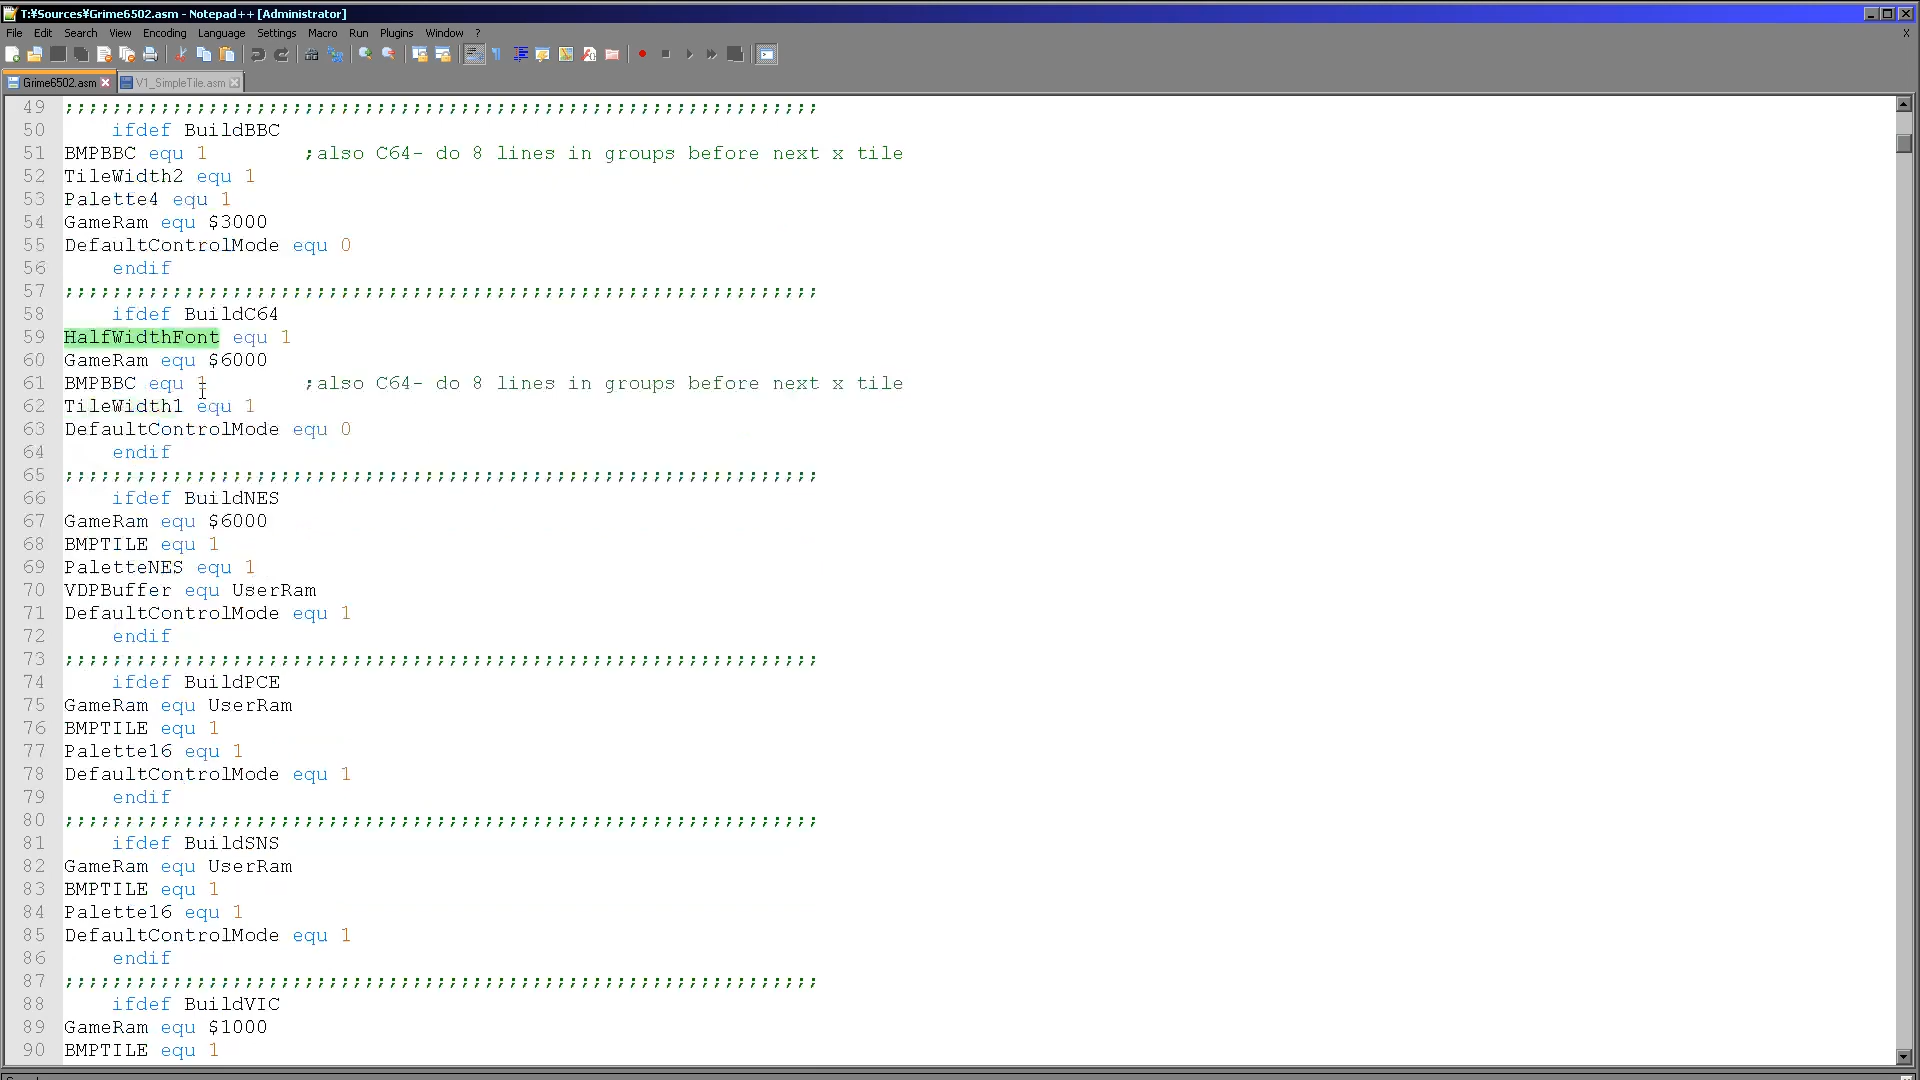 T:¥Sources¥Grime6502.asm - Notepad++ [Administrator]
File Edit Search View Encoding Language Settings Macro Run Plugins Window ?
X
Grime6502.asm V1_SimpleTile.asm
49 ;;;;;;;;;;;;;;;;;;;;;;;;;;;;;;;;;;;;;;;;;;;;;;;;;;;;;;;;;;;;;;;
50 ifdef BuildBBC
51 BMPBBC equ 1 ;also C64- do 8 lines in groups before next x tile
52 TileWidth2 equ 1
53 Palette4 equ 1
54 GameRam equ $3000
55 DefaultControlMode equ 0
56 endif
57 ;;;;;;;;;;;;;;;;;;;;;;;;;;;;;;;;;;;;;;;;;;;;;;;;;;;;;;;;;;;;;;;
58 ifdef BuildC64
59 HalfWidthFont equ 1
60 GameRam equ $6000
61 BMPBBC equ 1 ;also C64- do 8 lines in groups before next x tile
62 TileWidth1 equ 1
63 DefaultControlMode equ 0
64 endif
65 ;;;;;;;;;;;;;;;;;;;;;;;;;;;;;;;;;;;;;;;;;;;;;;;;;;;;;;;;;;;;;;;
66 ifdef BuildNES
67 GameRam equ $6000
68 BMPTILE equ 1
69 PaletteNES equ 1
70 VDPBuffer equ UserRam
71 DefaultControlMode equ 1
72 endif
73 ;;;;;;;;;;;;;;;;;;;;;;;;;;;;;;;;;;;;;;;;;;;;;;;;;;;;;;;;;;;;;;;
74 ifdef BuildPCE
75 GameRam equ UserRam
76 BMPTILE equ 1
77 Palette16 equ 1
78 DefaultControlMode equ 1
79 endif
80 ;;;;;;;;;;;;;;;;;;;;;;;;;;;;;;;;;;;;;;;;;;;;;;;;;;;;;;;;;;;;;;;
81 ifdef BuildSNS
82 GameRam equ UserRam
83 BMPTILE equ 1
84 Palette16 equ 1
85 DefaultControlMode equ 1
86 endif
87 ;;;;;;;;;;;;;;;;;;;;;;;;;;;;;;;;;;;;;;;;;;;;;;;;;;;;;;;;;;;;;;;
88 ifdef BuildVIC
89 GameRam equ $1000
90 BMPTILE equ 1